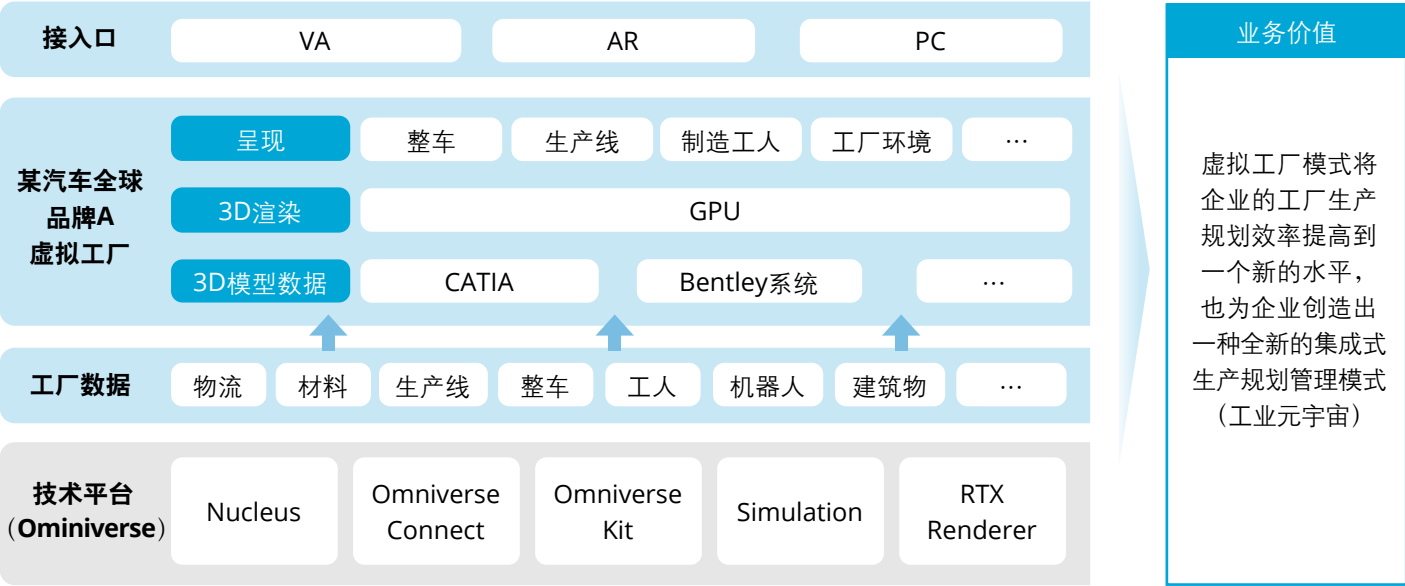 接入口
VA
AR
PC
某汽车全球
品牌A
虚拟工厂
呈现
整车
生产线
制造工人
工厂环境
…
3D渲染
GPU
3D模型数据
CATIA
Bentley系统
…
工厂数据
物流
材料
生产线
整车
工人
机器人
建筑物
…
技术平台
（Ominiverse）
Nucleus
Omniverse
Connect
Omniverse
Kit
Simulation
RTX
Renderer
业务价值
虚拟工厂模式将
企业的工厂生产
规划效率提高到
一个新的水平，
也为企业创造出
一种全新的集成式
生产规划管理模式
（工业元宇宙）